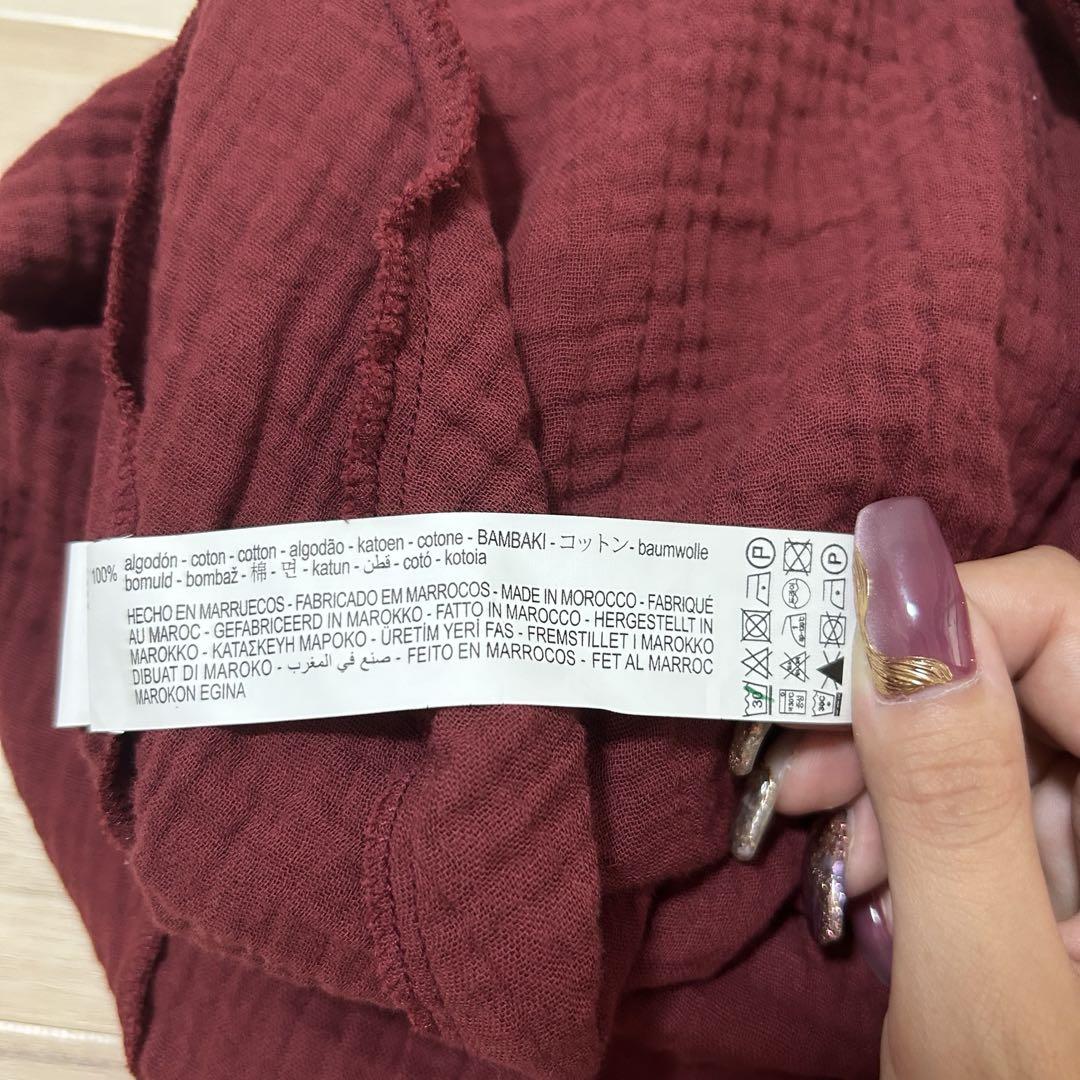 100% algodón - coton - cotton - algodão - katoen - cotone - BAMBAKI - コットン - baumwolle
bomuld - bombaž - 棉 - 면 - katun - قطن - cotó - kotoia
HECHO EN MARRUECOS - FABRICADO EM MARROCOS - MADE IN MOROCCO - FABRIQUÉ
AU MAROC - GEFABRICEERD IN MAROKKO - FATTO IN MAROCCO - HERGESTELLT IN
MAROKKO - ΚΑΤΑΣΚΕΥΗ ΜΑΡΟΚΟ - ÜRETİM YERİ FAS - FREMSTILLET I MAROKKO
DIBUAT DI MAROKO - صنع في المغرب - FEITO EN MARROCOS - FET AL MARROC
MAROKON EGINA
P
P
30
30C